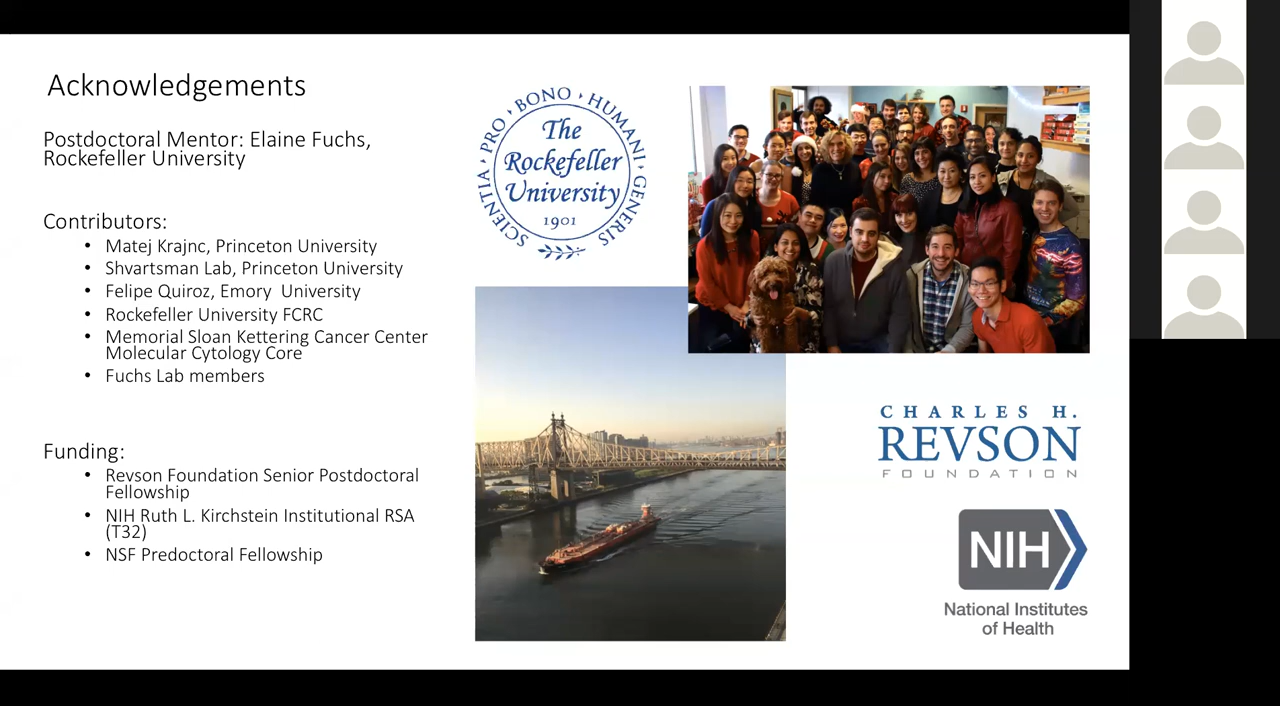 Acknowledgements
Postdoctoral Mentor: Elaine Fuchs,
Rockefeller University
Contributors:
• Matej Krajnc, Princeton University
• Shvartsman Lab, Princeton University
• Felipe Quiroz, Emory University
• Rockefeller University FCRC
• Memorial Sloan Kettering Cancer Center
Molecular Cytology Core
• Fuchs Lab members
Funding:
• Revson Foundation Senior Postdoctoral
Fellowship
• NIH Ruth L. Kirchstein Institutional RSA
(T32)
• NSF Predoctoral Fellowship
SCIENTIA • PRO • BONO • HUMANI • GENERIS
The
Rockefeller
University
1901
CHARLES H.
REVSON
FOUNDATION
NIH
National Institutes
of Health